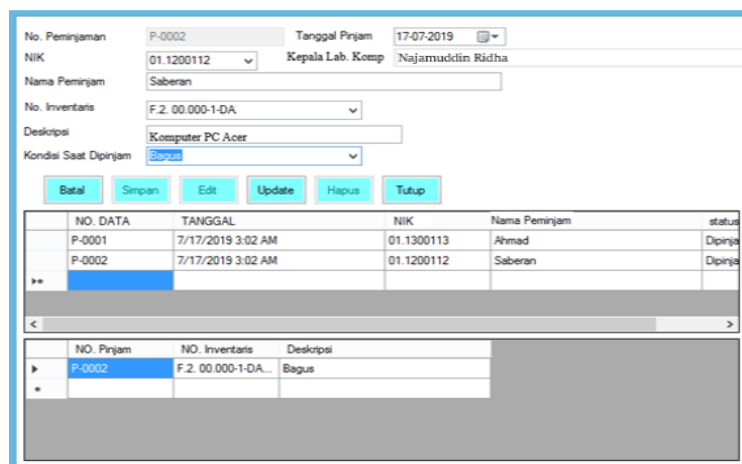 No. Peminjaman P-0002 Tanggal Pinjam 17-07-2019
NIK 01.1200112 Kepala Lab. Komp Najamuddin Ridha
Nama Peminjam Saberan
No. Inventaris F.2. 00.000-1-DA
Deskripsi Komputer PC Acer
Kondisi Saat Dipinjam Bagus
Batal Simpan Edit Update Hapus Tutup
NO. DATA TANGGAL NIK Nama Peminjam status
P-0001 7/17/2019 3:02 AM 01.1300113 Ahmad Dipinja
P-0002 7/17/2019 3:02 AM 01.1200112 Saberan Dipinja
NO. Pinjam NO. Inventaris Deskripsi
P-0002 F.2. 00.000-1-DA... Bagus